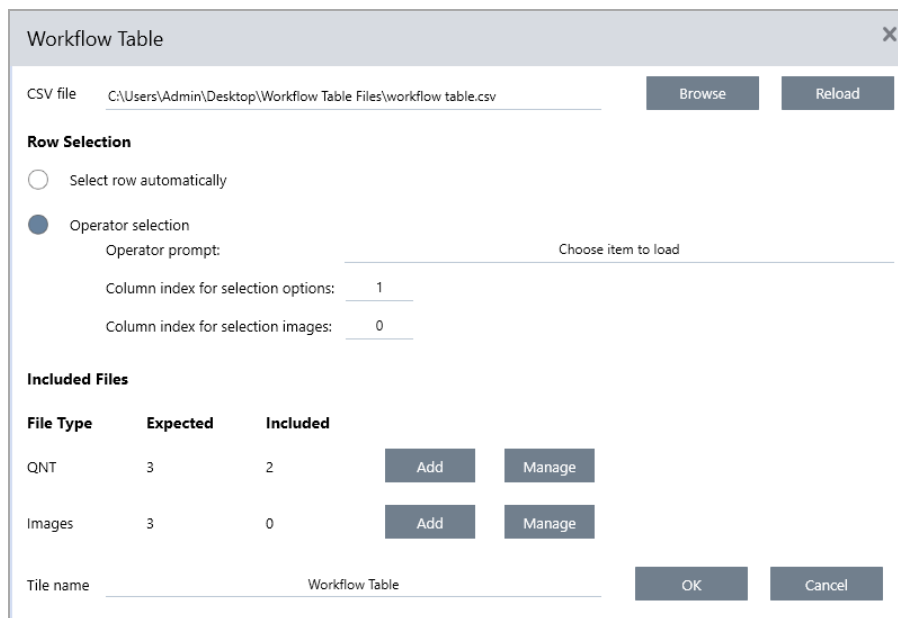 Workflow Table
CSV file C:\Users\Admin\Desktop\Workflow Table Files\workflow table.csv Browse Reload
Row Selection
Select row automatically
Operator selection
Operator prompt: Choose item to load
Column index for selection options: 1
Column index for selection images: 0
Included Files
File Type Expected Included
QNT 3 2 Add Manage
Images 3 0 Add Manage
Tile name Workflow Table OK Cancel